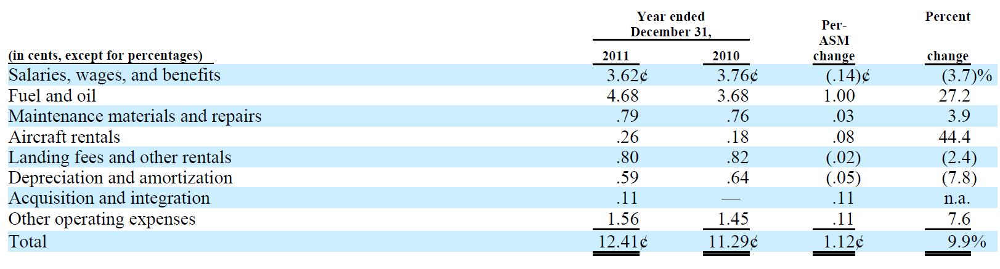 Year ended Percent
December 31, Per-
ASM
(in cents, except for percentages) 2011 2010 change change
Salaries, wages, and benefits 3.62¢ 3.76¢ (.14)¢ (3.7)%
Fuel and oil 4.68 3.68 1.00 27.2
Maintenance materials and repairs .79 .76 .03 3.9
Aircraft rentals .26 .18 .08 44.4
Landing fees and other rentals .80 .82 (.02) (2.4)
Depreciation and amortization .59 .64 (.05) (7.8)
Acquisition and integration .11 — .11 n.a.
Other operating expenses 1.56 1.45 .11 7.6
Total 12.41¢ 11.29¢ 1.12¢ 9.9%